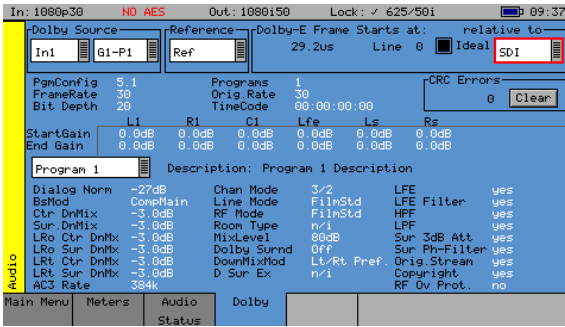 In: 1080p30 NO AES Out: 1080i50 Lock: ✓ 625/50i 09:37
Dolby Source Reference Dolby-E Frame Starts at: relative to
In1 G1-P1 Ref 29.2us Line 0 Ideal SDI
PgmConfig 5.1 Programs 1 CRC Errors
FrameRate 30 Orig.Rate 30 0 Clear
Bit Depth 20 TimeCode 00:00:00:00
L1 R1 C1 Lfe Ls Rs
StartGain 0.0dB 0.0dB 0.0dB 0.0dB 0.0dB 0.0dB
End Gain 0.0dB 0.0dB 0.0dB 0.0dB 0.0dB 0.0dB
Program 1 Description: Program 1 Description
Dialog Norm -27dB Chan Mode 3/2 LFE yes
BsMod CompMain Line Mode FilmStd LFE Filter yes
Ctr DnMix -3.0dB RF Mode FilmStd HPF yes
Sur.DnMix -3.0dB Room Type n/i LPF yes
LRo Ctr DnMx -3.0dB MixLevel 80dB Sur 3dB Att yes
LRo Sur DnMx -3.0dB Dolby Surnd Off Sur Ph-Filter yes
LRt Ctr DnMx -3.0dB DownMixMod Lt/Rt Pref. Orig.Stream yes
LRt Sur DnMx -3.0dB D Sur Ex n/i Copyright yes
AC3 Rate 384k RF Ov Prot. no
Audio
Main Menu Meters Audio Status Dolby